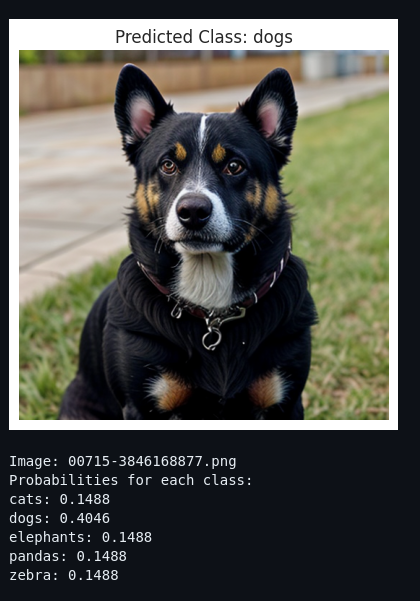 Predicted Class: dogs
Image: 00715-3846168877.png
Probabilities for each class:
cats: 0.1488
dogs: 0.4046
elephants: 0.1488
pandas: 0.1488
zebra: 0.1488